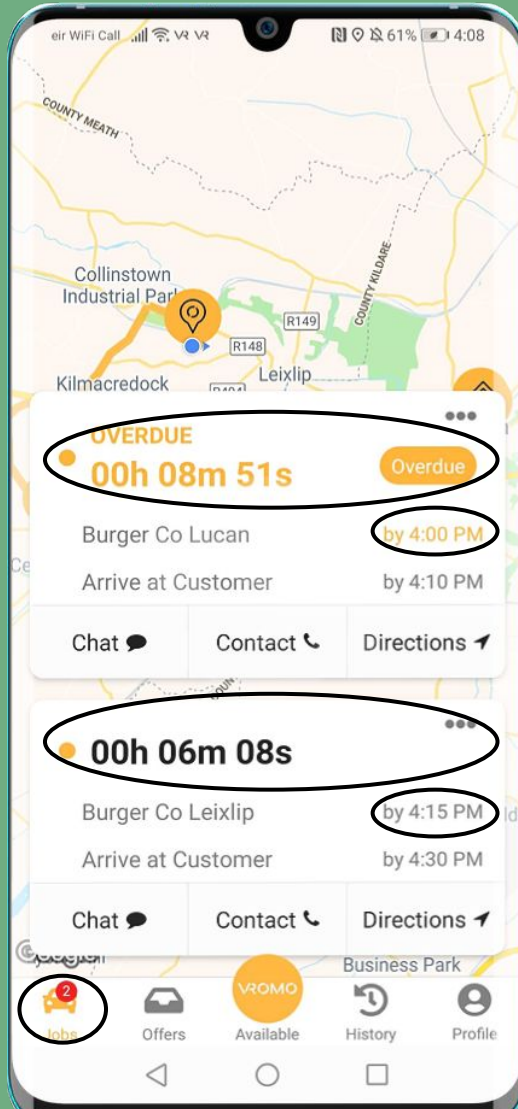 eir WiFi Call 61% 4:08
COUNTY MEATH
COUNTY KILDARE
Collinstown
Industrial Park
R149
R148
Kilmacredock
Leixlip
OVERDUE
00h 08m 51s
Overdue
Burger Co Lucan by 4:00 PM
Arrive at Customer by 4:10 PM
Chat Contact Directions
00h 06m 08s
Burger Co Leixlip by 4:15 PM
Arrive at Customer by 4:30 PM
Chat Contact Directions
Business Park
2
VROMO
Jobs Offers Available History Profile